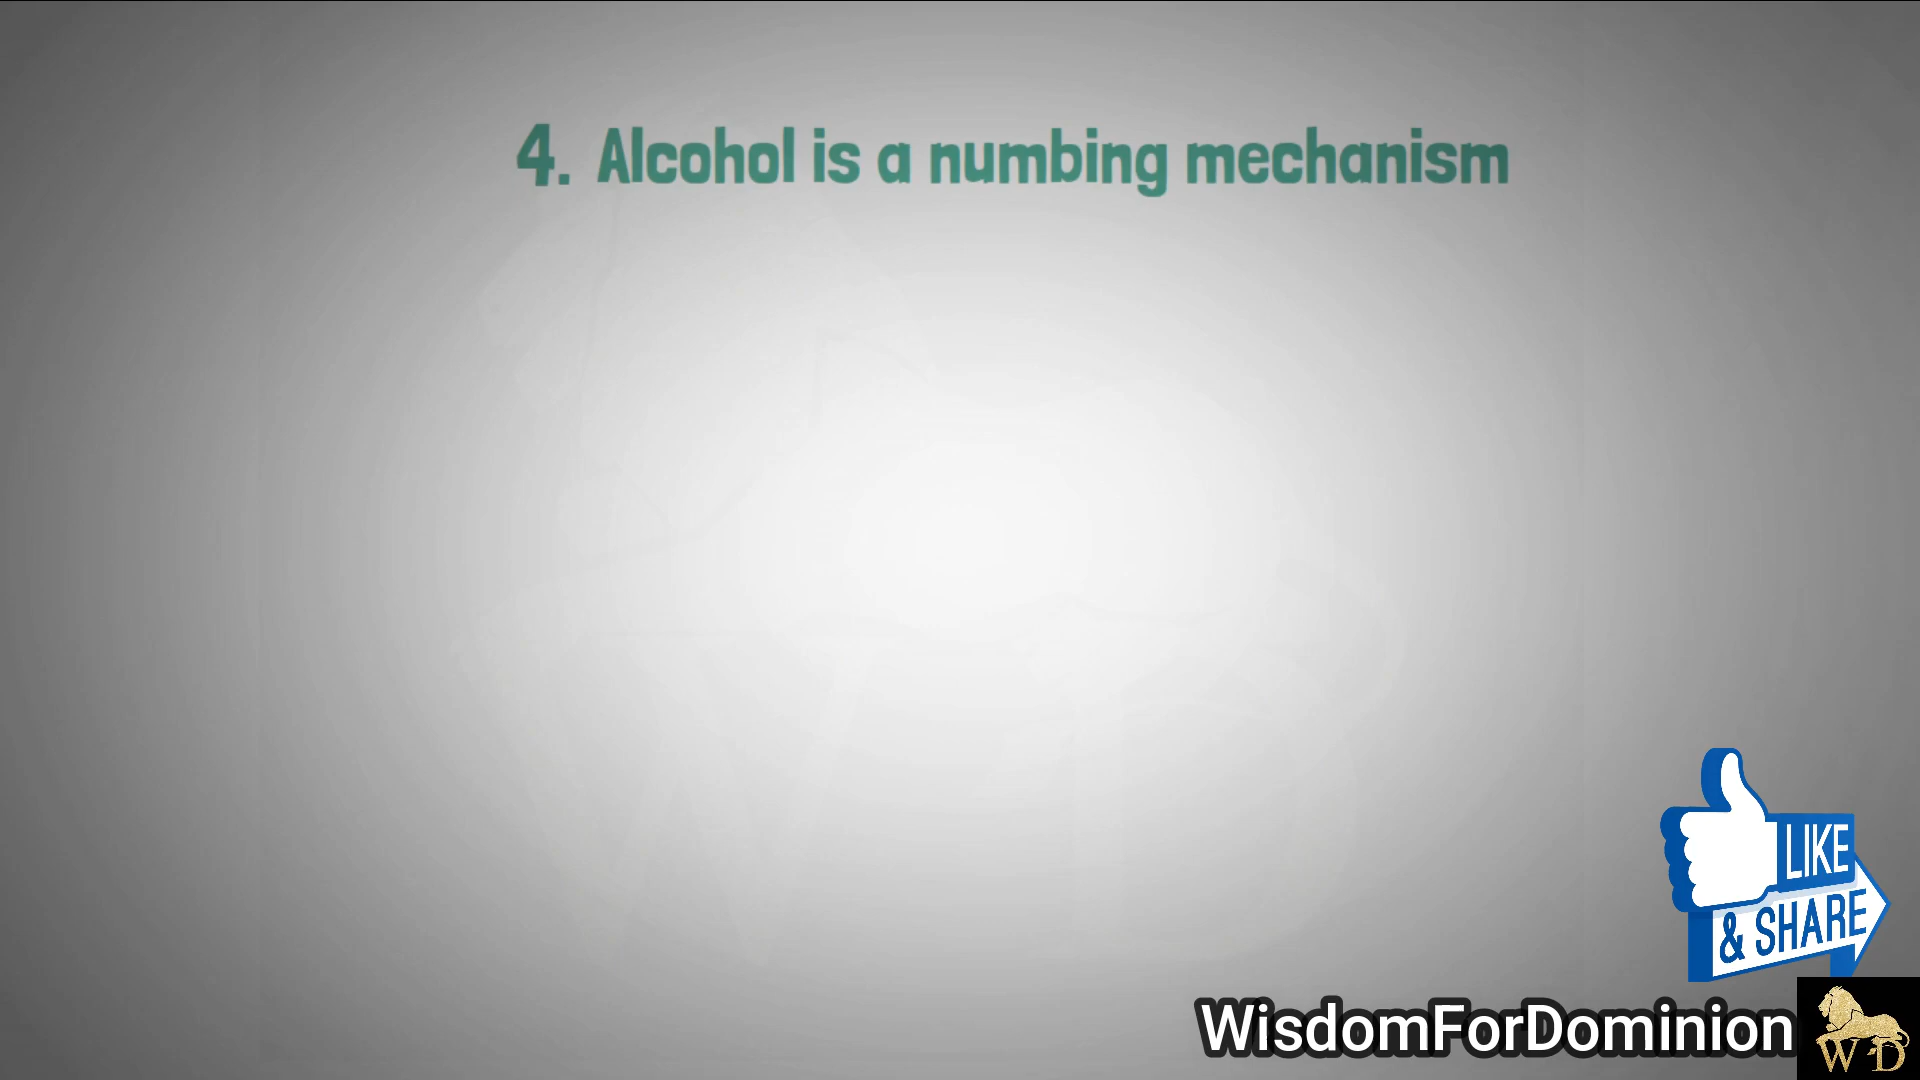 4. Alcohol is a numbing mechanism
LIKE
& SHARE
WisdomForDominion
W D